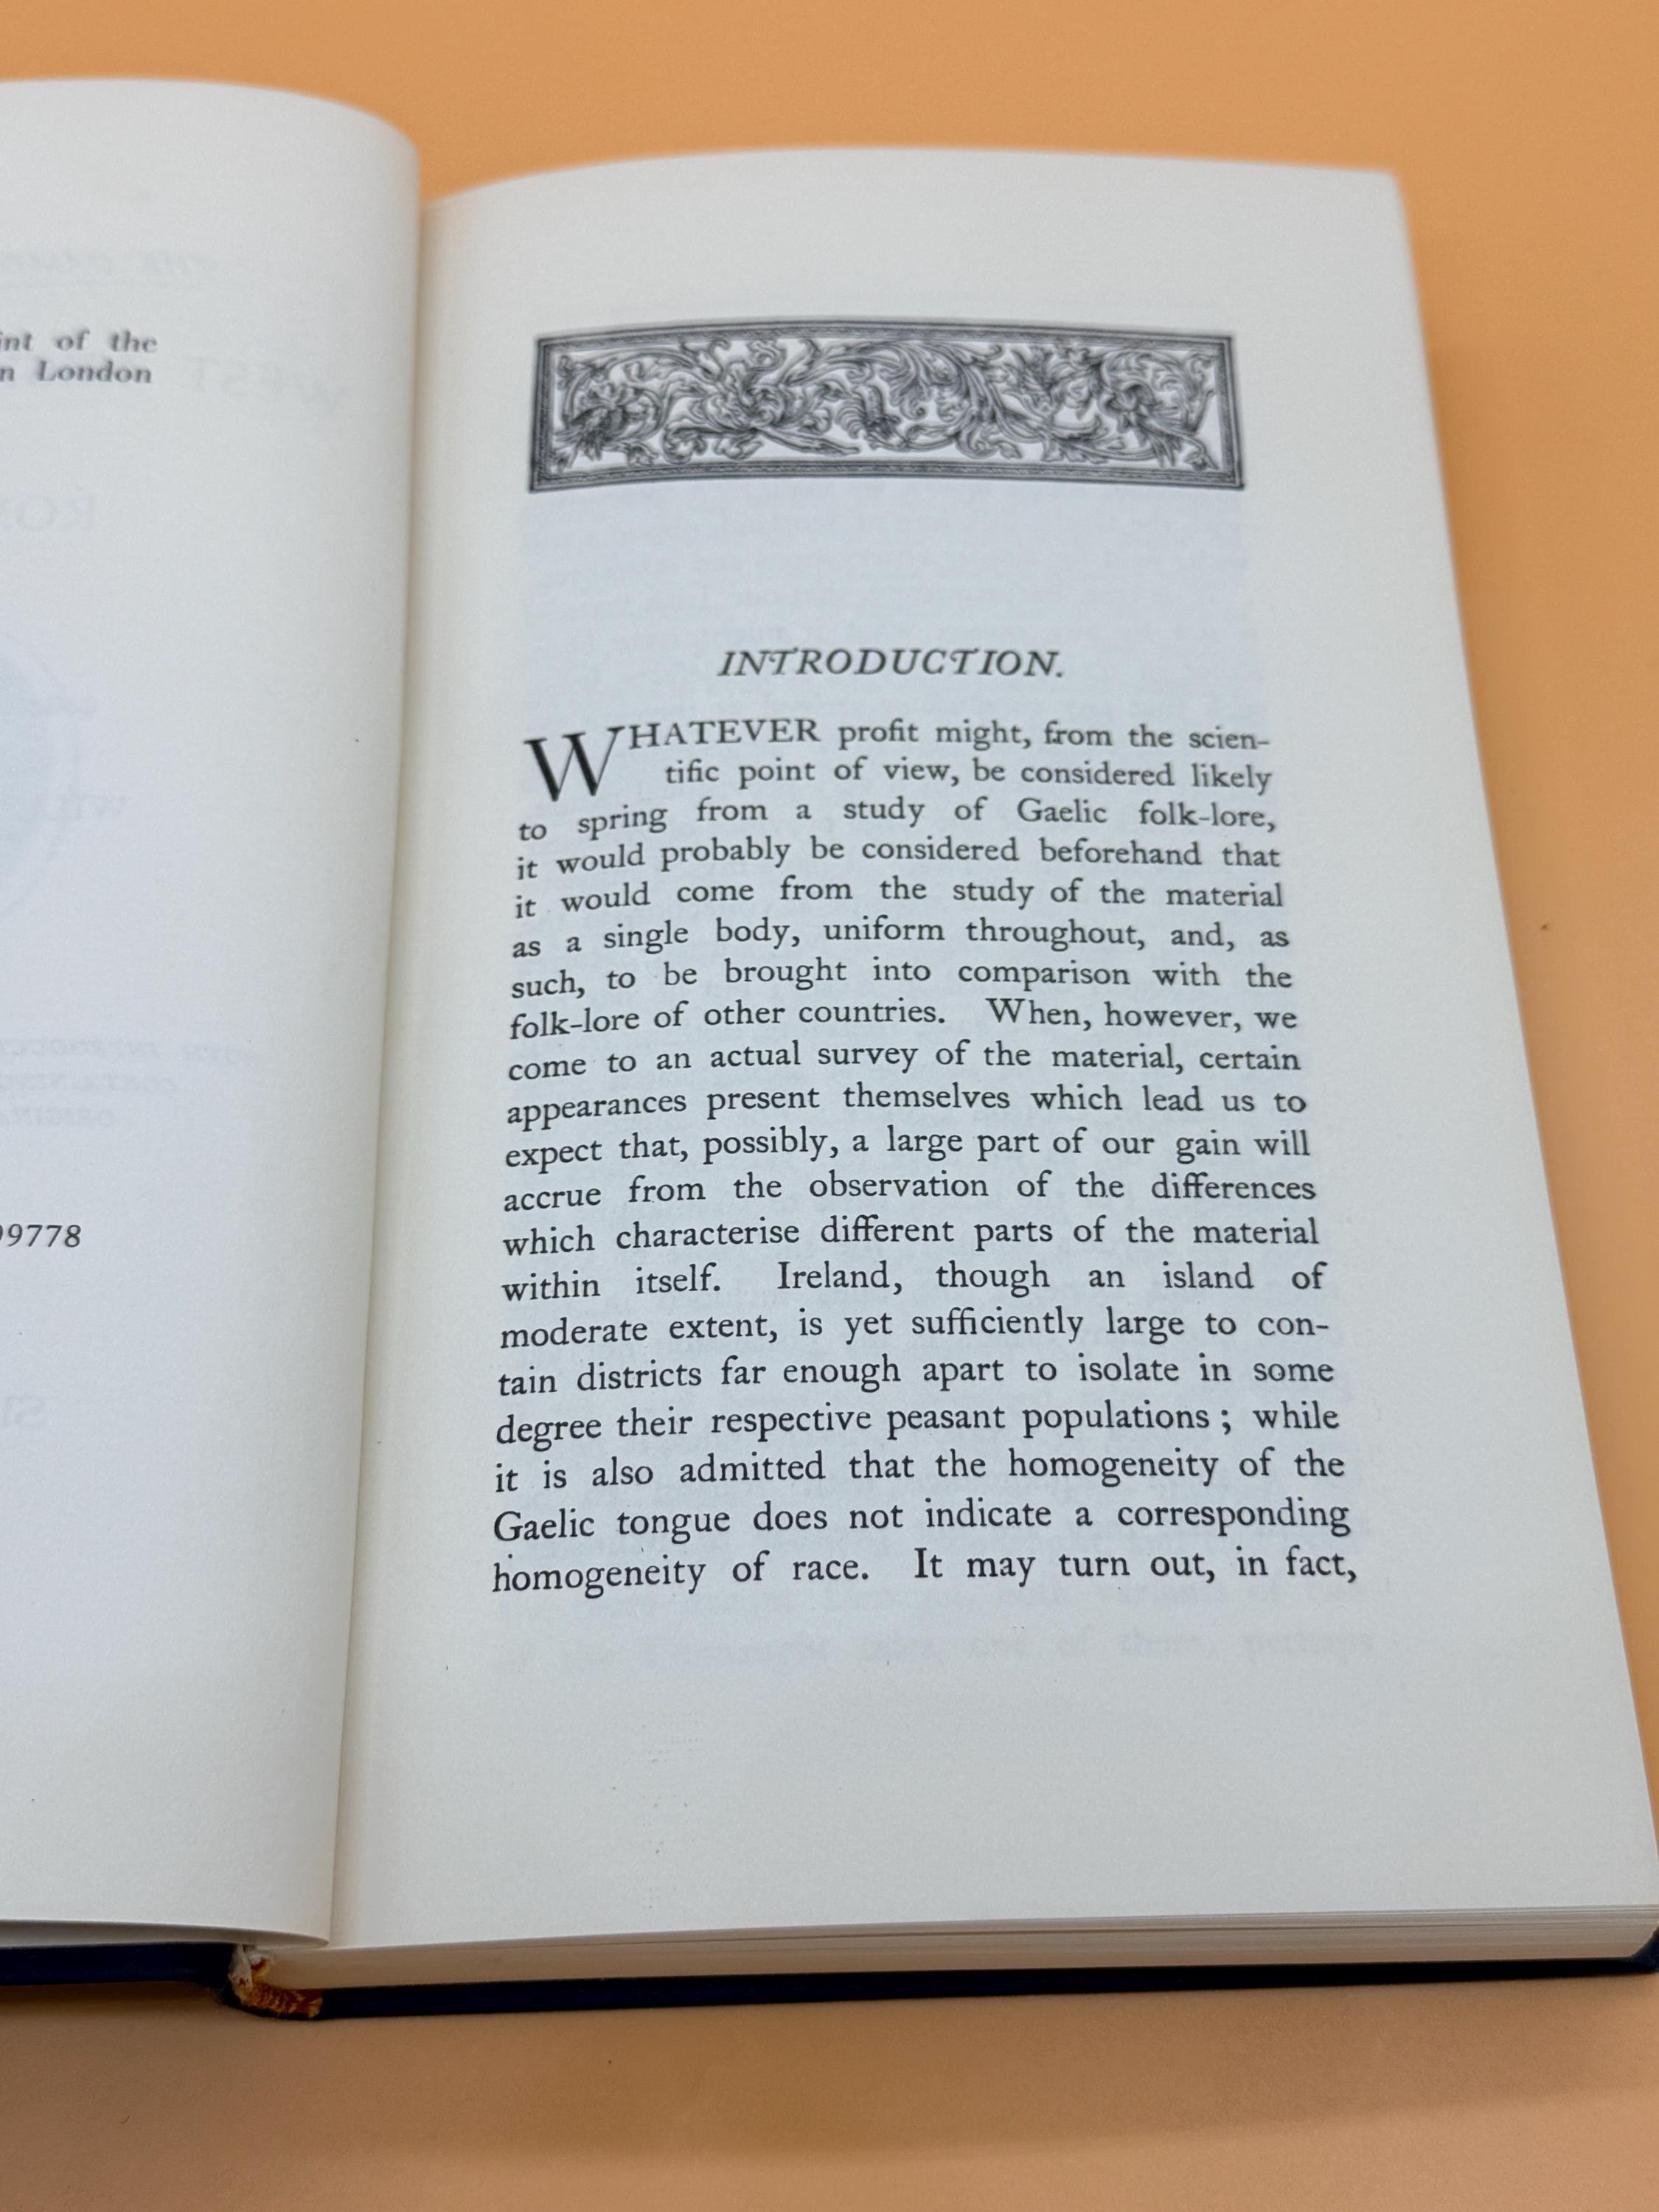 int of the
n London
99778
INTRODUCTION.
WHATEVER profit might, from the scien-
tific point of view, be considered likely
to spring from a study of Gaelic folk-lore,
it would probably be considered beforehand that
it would come from the study of the material
as a single body, uniform throughout, and, as
such, to be brought into comparison with the
folk-lore of other countries. When, however, we
come to an actual survey of the material, certain
appearances present themselves which lead us to
expect that, possibly, a large part of our gain will
accrue from the observation of the differences
which characterise different parts of the material
within itself. Ireland, though an island of
moderate extent, is yet sufficiently large to con-
tain districts far enough apart to isolate in some
degree their respective peasant populations ; while
it is also admitted that the homogeneity of the
Gaelic tongue does not indicate a corresponding
homogeneity of race. It may turn out, in fact,